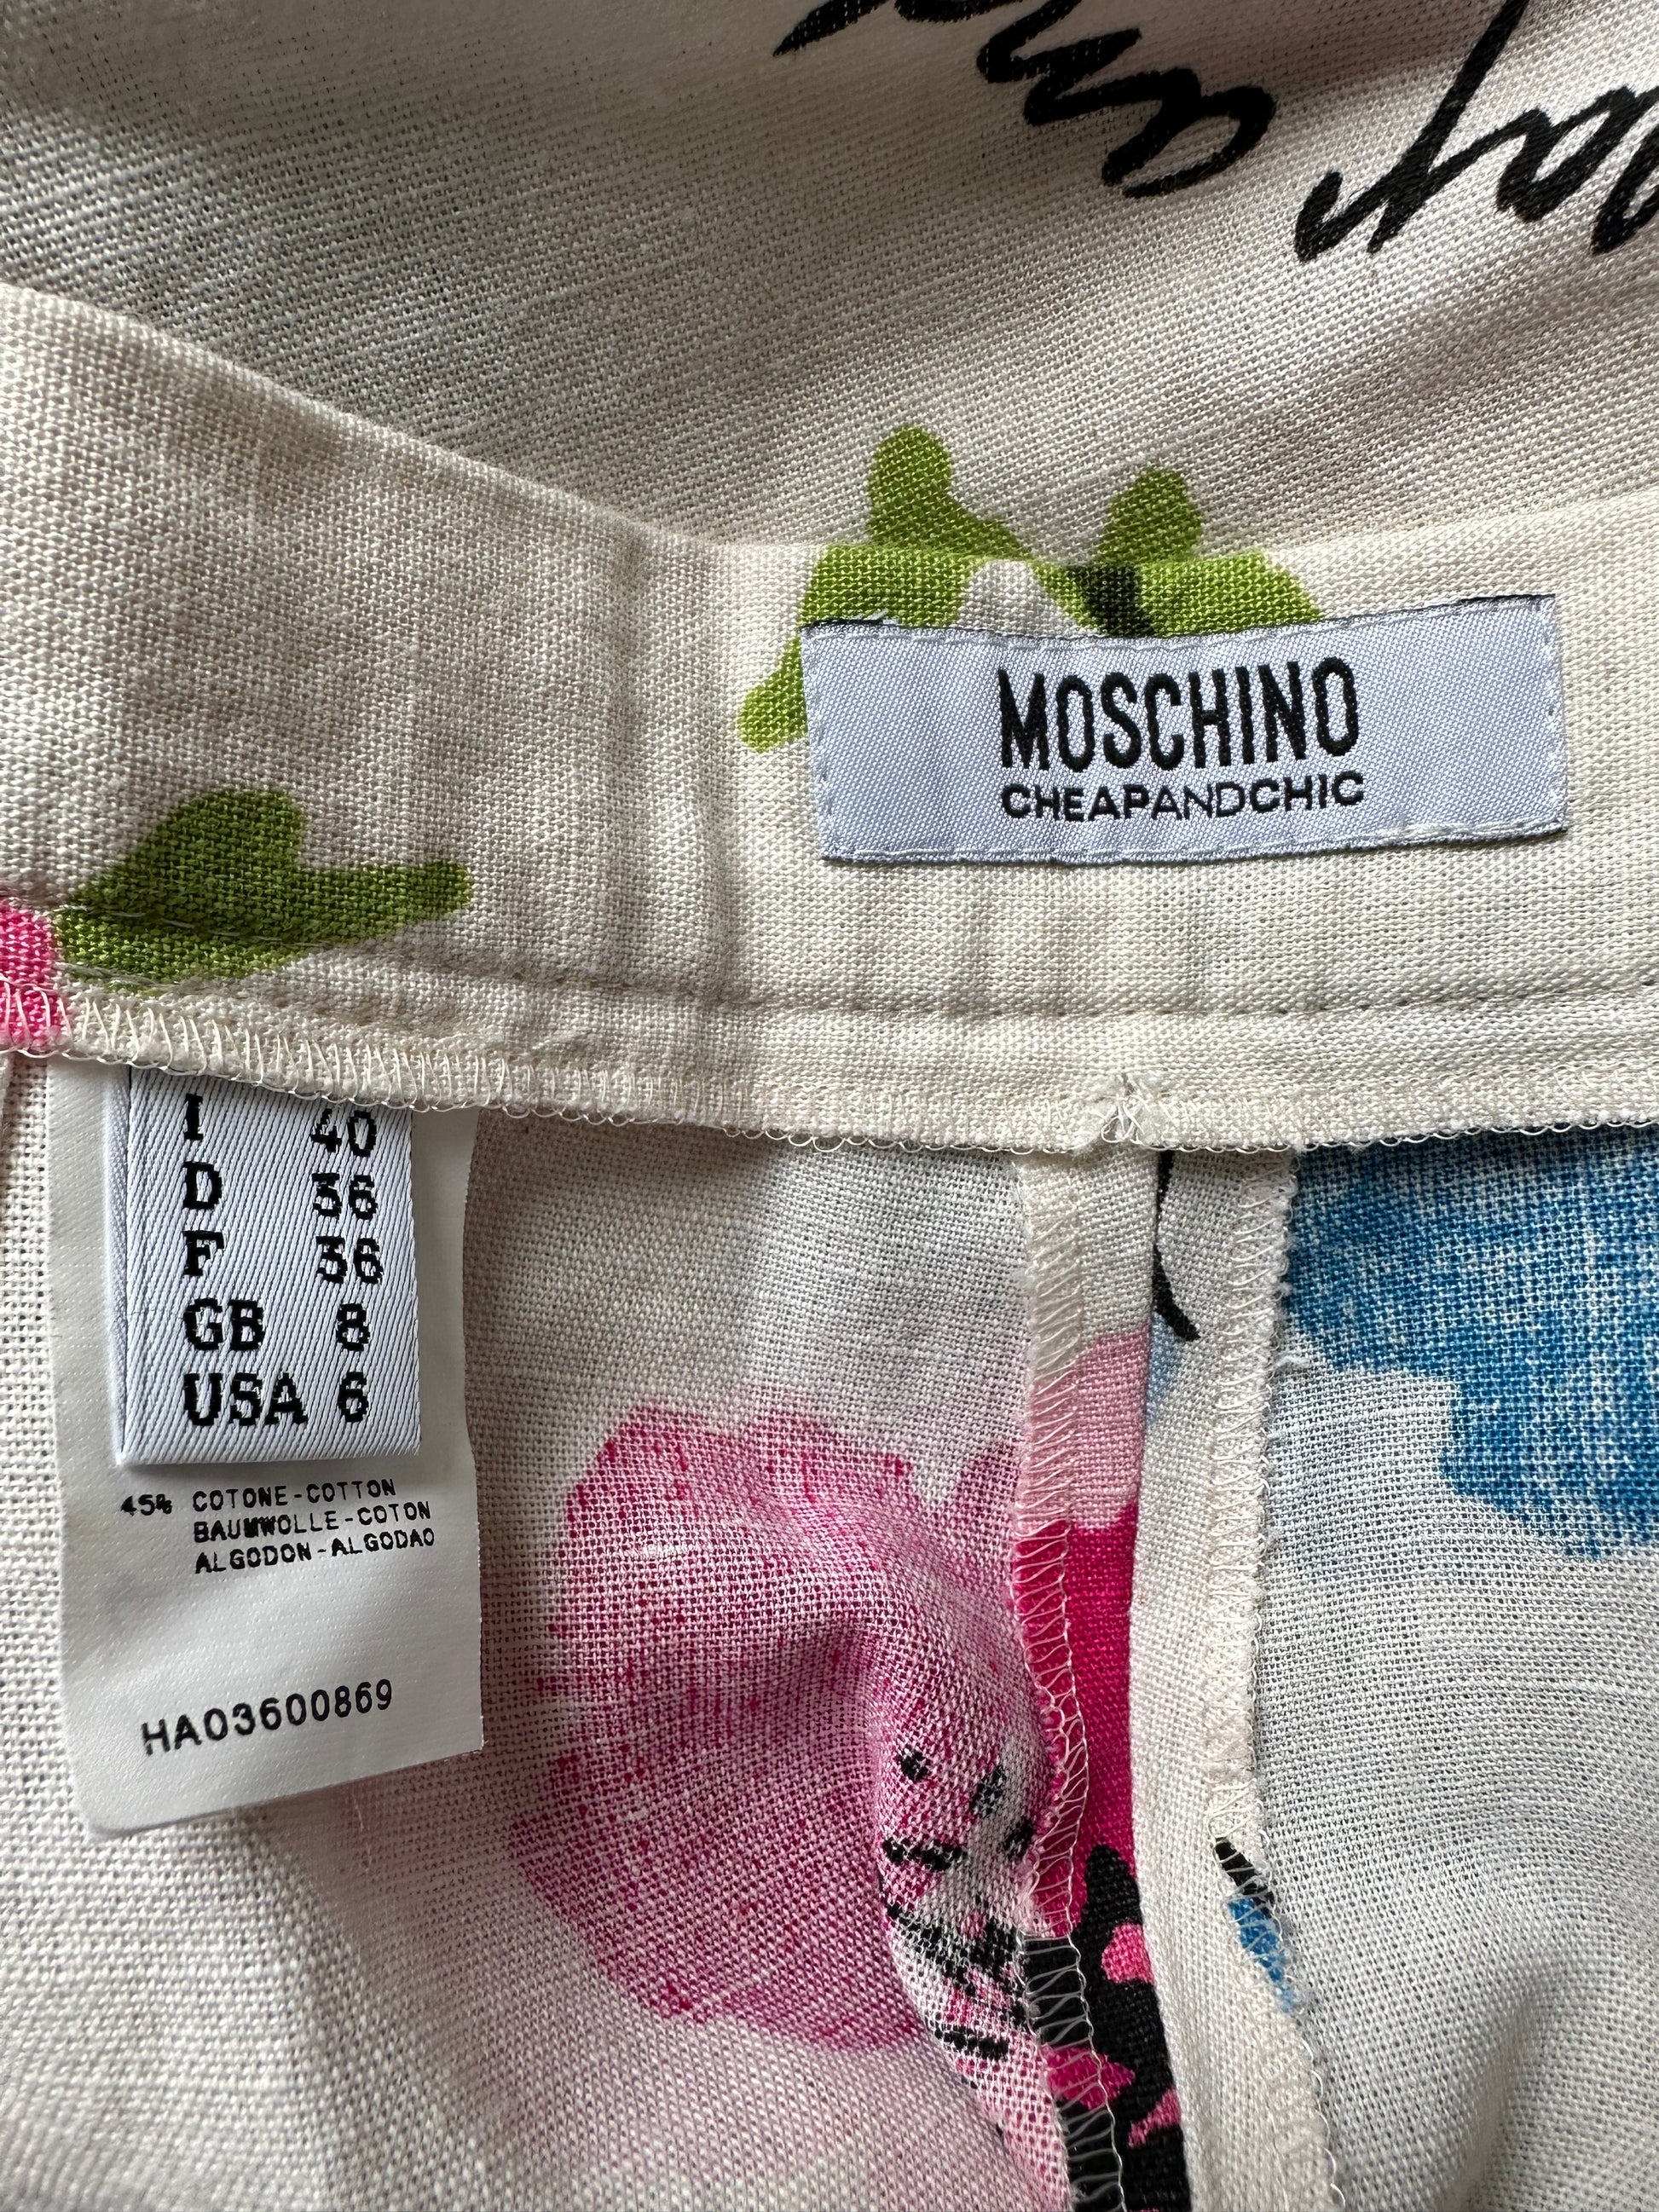 MOSCHINO
CHEAPANDCHIC
I 40
D 36
F 36
GB 8
USA 6
45% COTONE-COTTON
BAUMWOLLE-COTON
ALGODON-ALGODAO
HA03600869